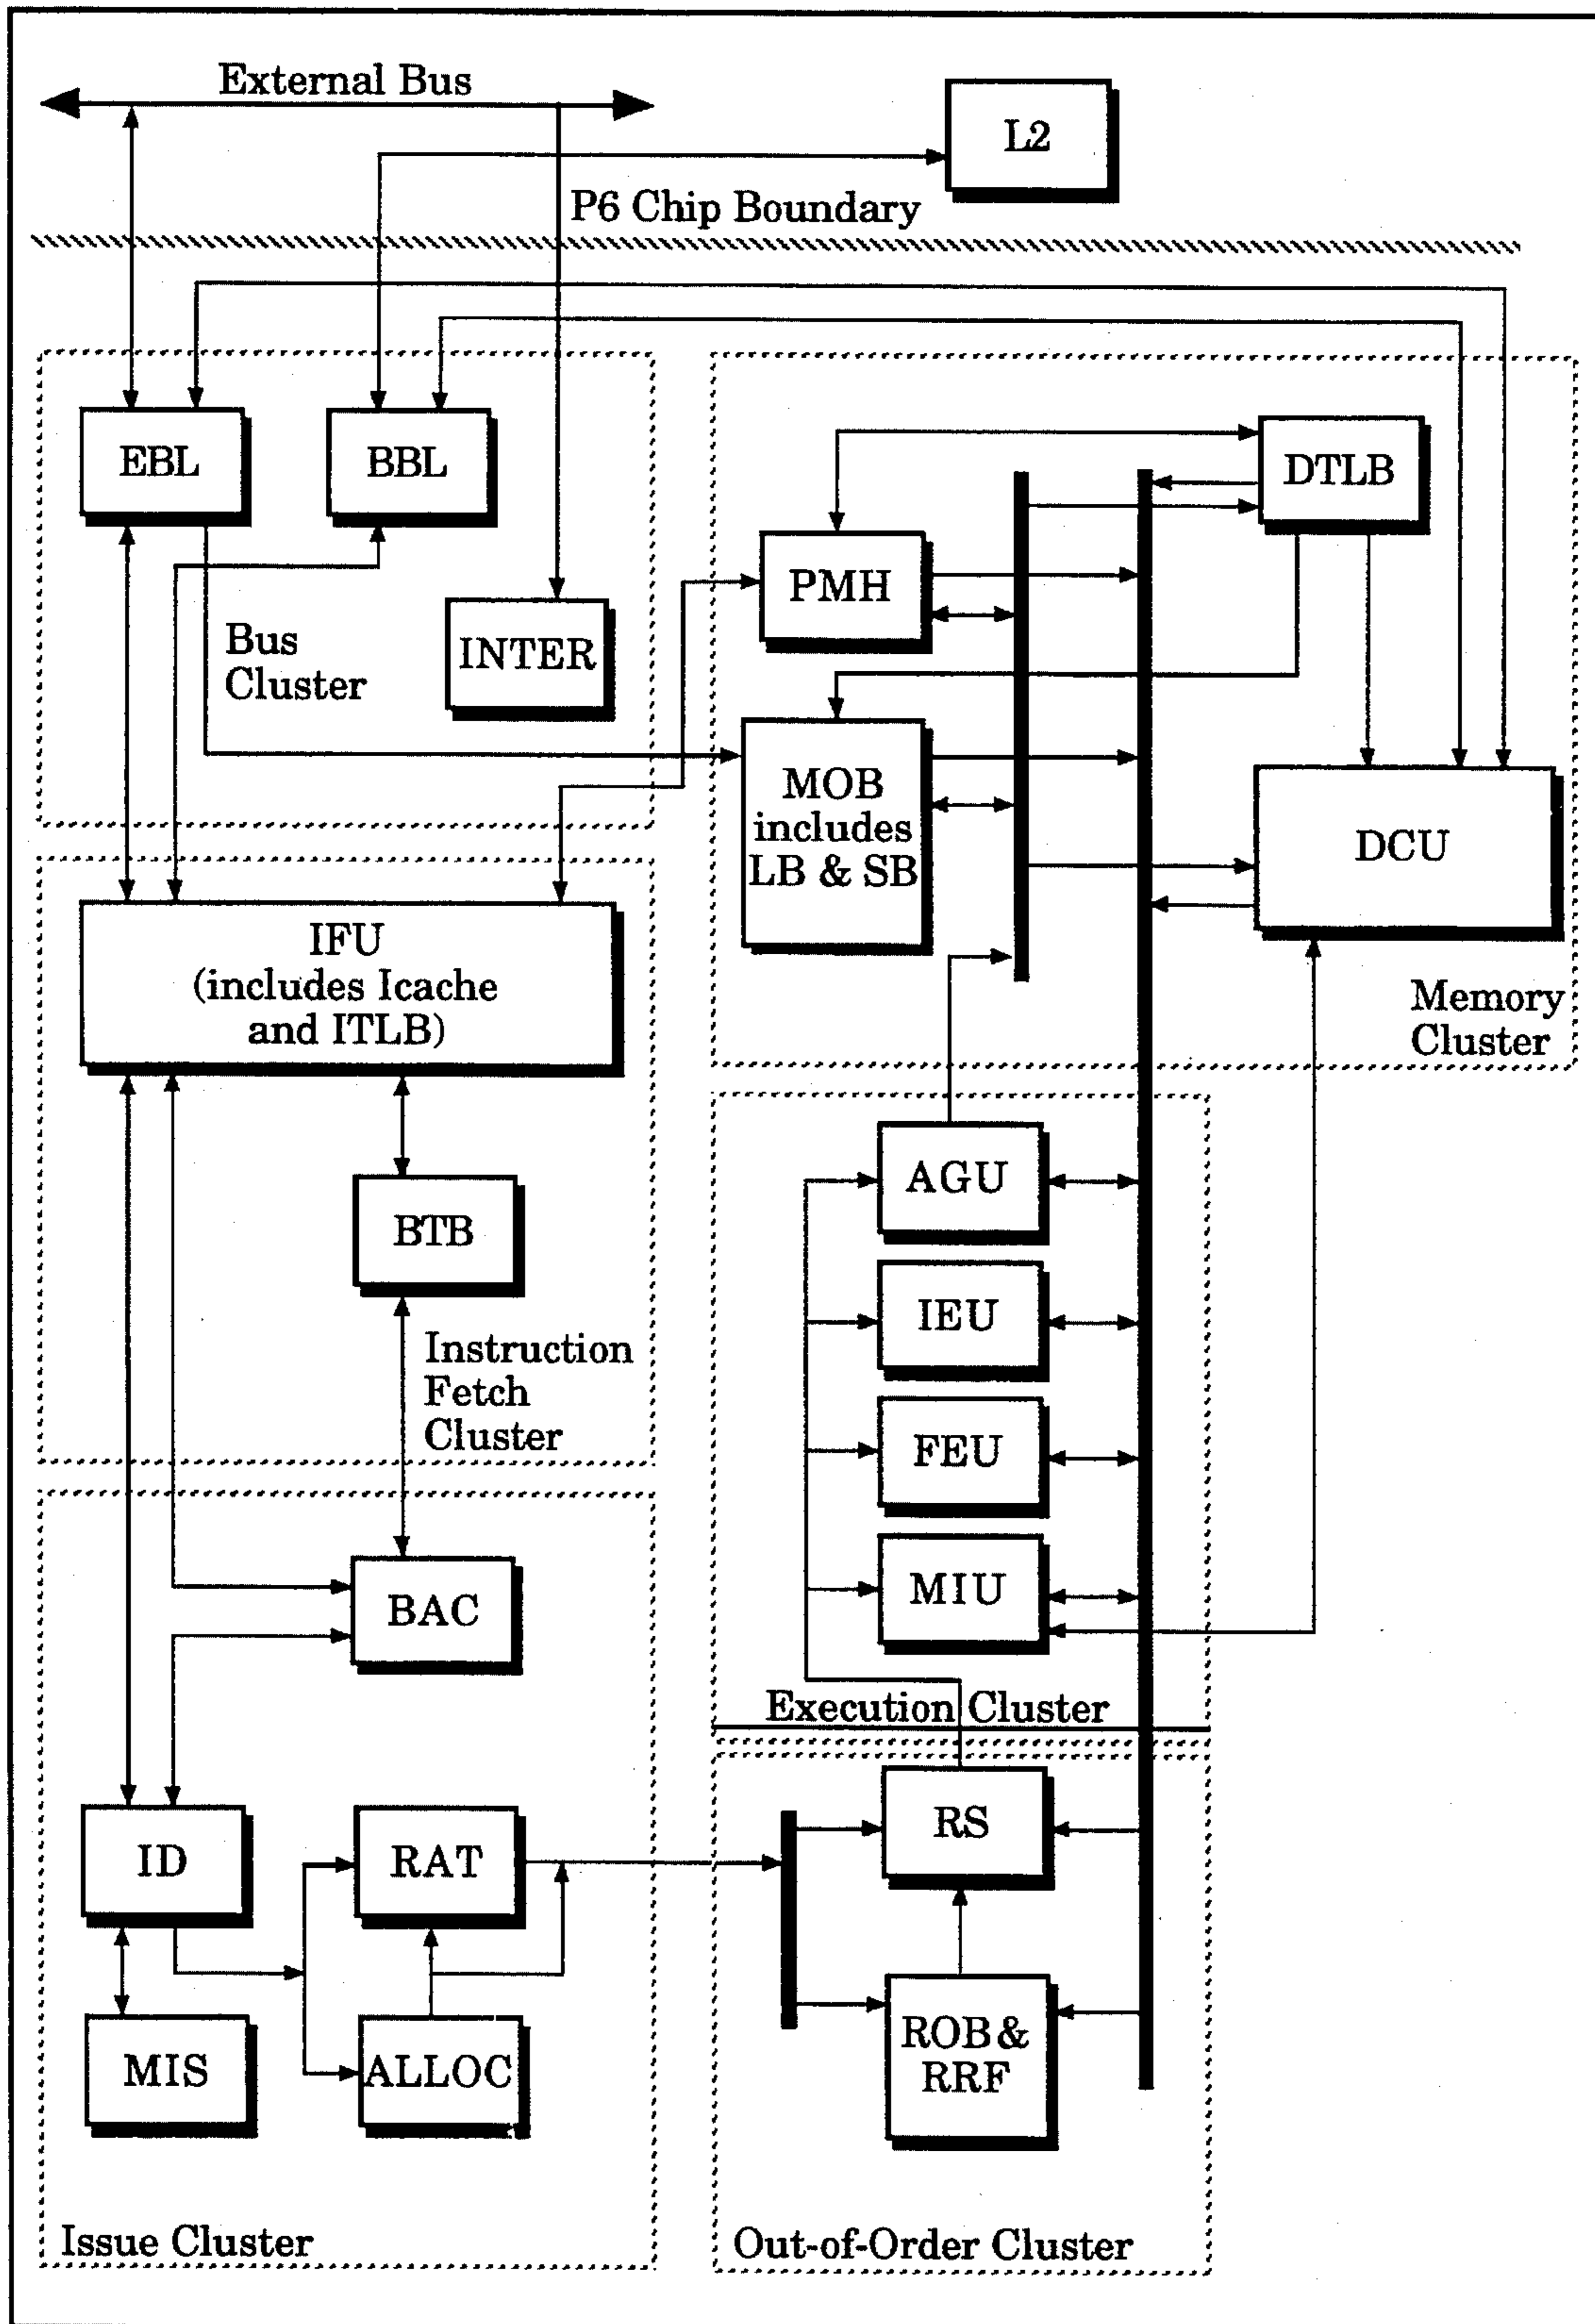 External Bus
L2
P6 Chip Boundary
EBL
BBL
INTER
Bus
Cluster
DTLB
PMH
MOB
includes
LB & SB
DCU
Memory
Cluster
IFU
(includes Icache
and ITLB)
BTB
Instruction
Fetch
Cluster
AGU
IEU
FEU
MIU
Execution Cluster
BAC
ID
RAT
MIS
ALLOC
Issue Cluster
RS
ROB &
RRF
Out-of-Order Cluster